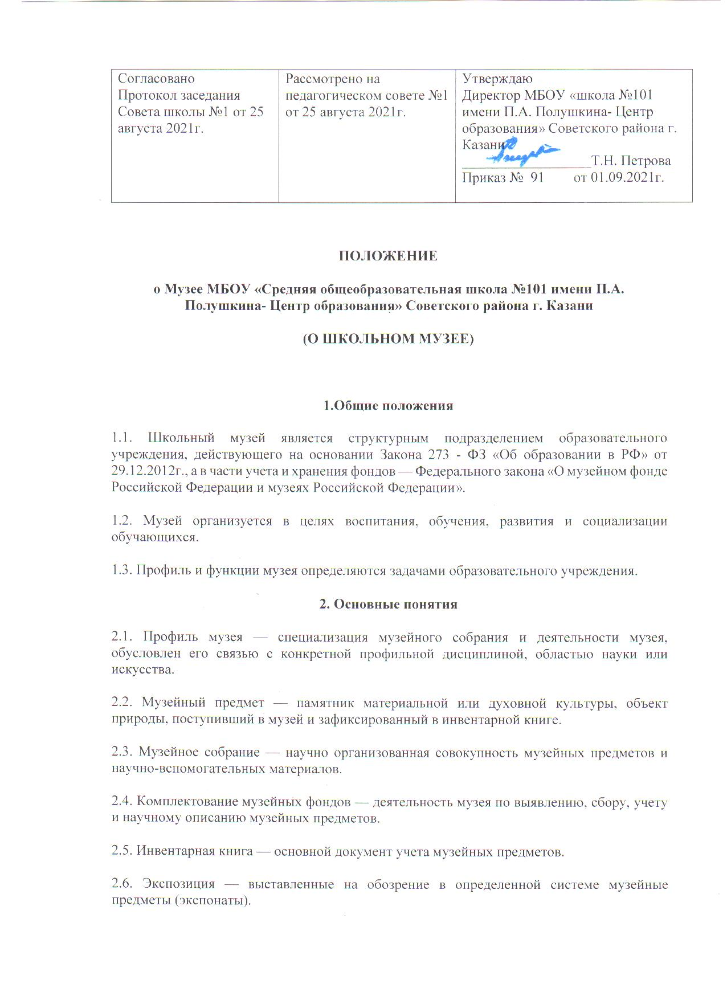 Согласовано
Протокол заседания
Совета школы №1 от 25
августа 2021г.
Рассмотрено на
педагогическом совете №1
от 25 августа 2021г.
Утверждаю
Директор МБОУ «школа №101
имени П.А. Полушкина- Центр
образования» Советского района г.
Казани
__________________Т.Н. Петрова
Приказ № 91 от 01.09.2021г.
ПОЛОЖЕНИЕ
о Музее МБОУ «Средняя общеобразовательная школа №101 имени П.А.
Полушкина- Центр образования» Советского района г. Казани
(О ШКОЛЬНОМ МУЗЕЕ)
1.Общие положения
1.1. Школьный музей является структурным подразделением образовательного
учреждения, действующего на основании Закона 273 - ФЗ «Об образовании в РФ» от
29.12.2012г., а в части учета и хранения фондов — Федерального закона «О музейном фонде
Российской Федерации и музеях Российской Федерации».
1.2. Музей организуется в целях воспитания, обучения, развития и социализации
обучающихся.
1.3. Профиль и функции музея определяются задачами образовательного учреждения.
2. Основные понятия
2.1. Профиль музея — специализация музейного собрания и деятельности музея,
обусловлен его связью с конкретной профильной дисциплиной, областью науки или
искусства.
2.2. Музейный предмет — памятник материальной или духовной культуры, объект
природы, поступивший в музей и зафиксированный в инвентарной книге.
2.3. Музейное собрание — научно организованная совокупность музейных предметов и
научно-вспомогательных материалов.
2.4. Комплектование музейных фондов — деятельность музея по выявлению, сбору, учету
и научному описанию музейных предметов.
2.5. Инвентарная книга — основной документ учета музейных предметов.
2.6. Экспозиция — выставленные на обозрение в определенной системе музейные
предметы (экспонаты).